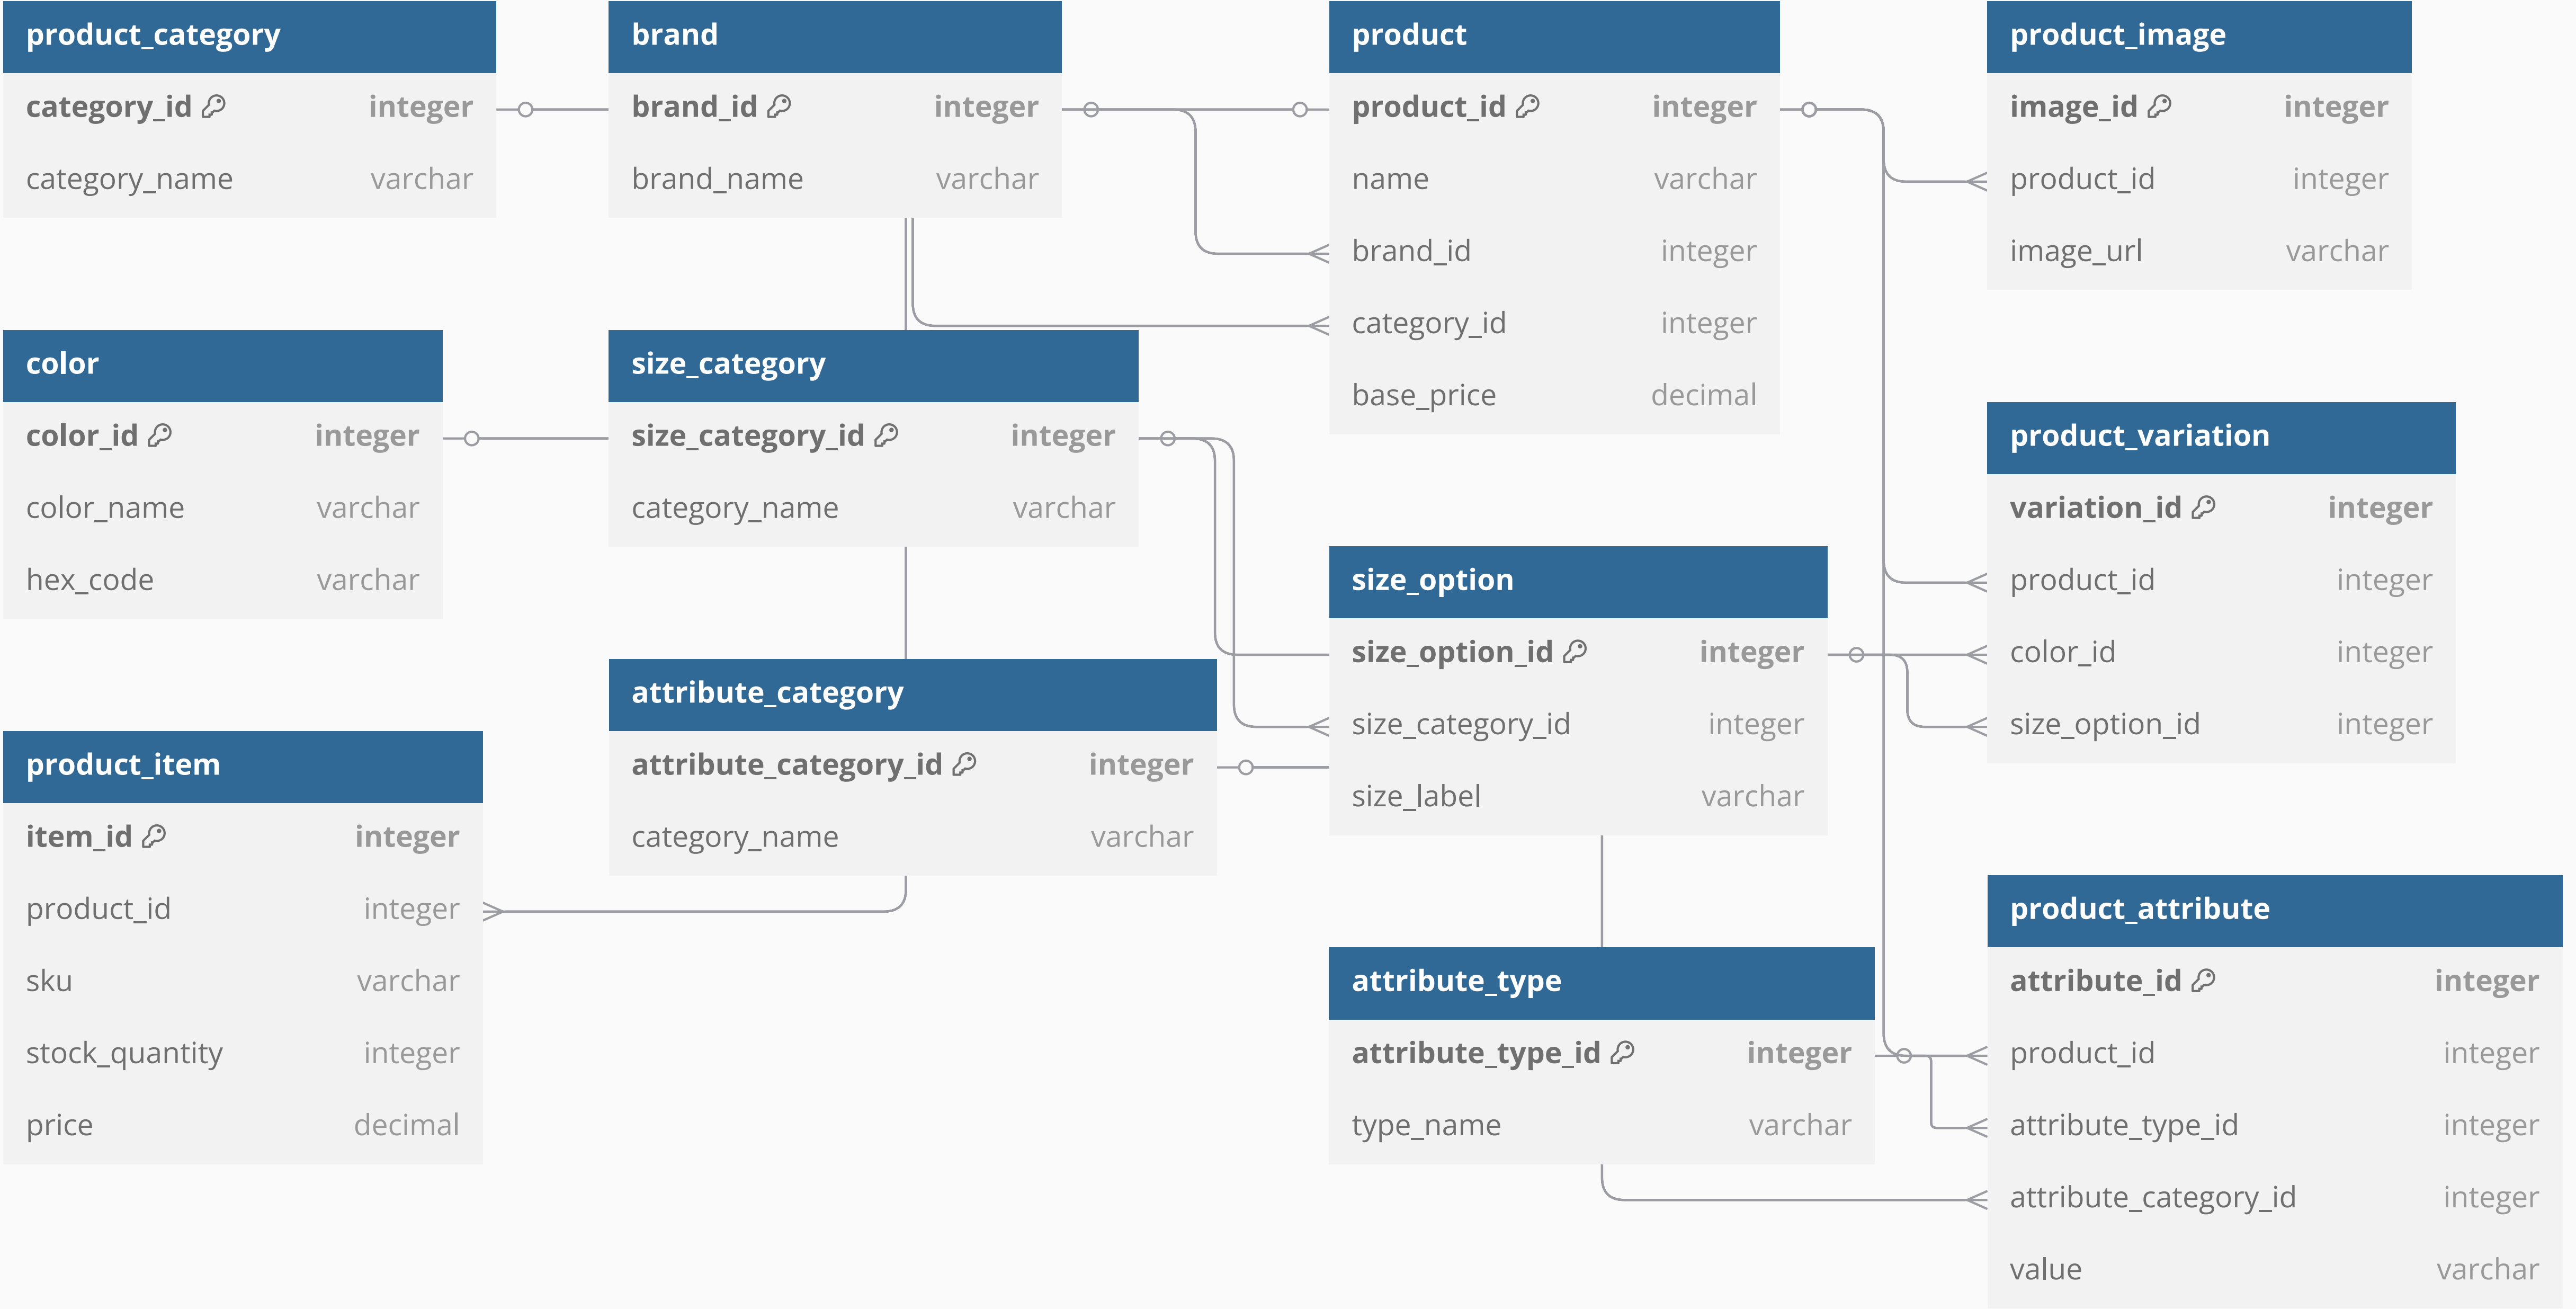 product_category
category_id integer
category_name varchar
brand
brand_id integer
brand_name varchar
product
product_id integer
name varchar
brand_id integer
category_id integer
base_price decimal
product_image
image_id integer
product_id integer
image_url varchar
color
color_id integer
color_name varchar
hex_code varchar
size_category
size_category_id integer
category_name varchar
product_variation
variation_id integer
product_id integer
color_id integer
size_option_id integer
size_option
size_option_id integer
size_category_id integer
size_label varchar
attribute_category
attribute_category_id integer
category_name varchar
product_item
item_id integer
product_id integer
sku varchar
stock_quantity integer
price decimal
attribute_type
attribute_type_id integer
type_name varchar
product_attribute
attribute_id integer
product_id integer
attribute_type_id integer
attribute_category_id integer
value varchar